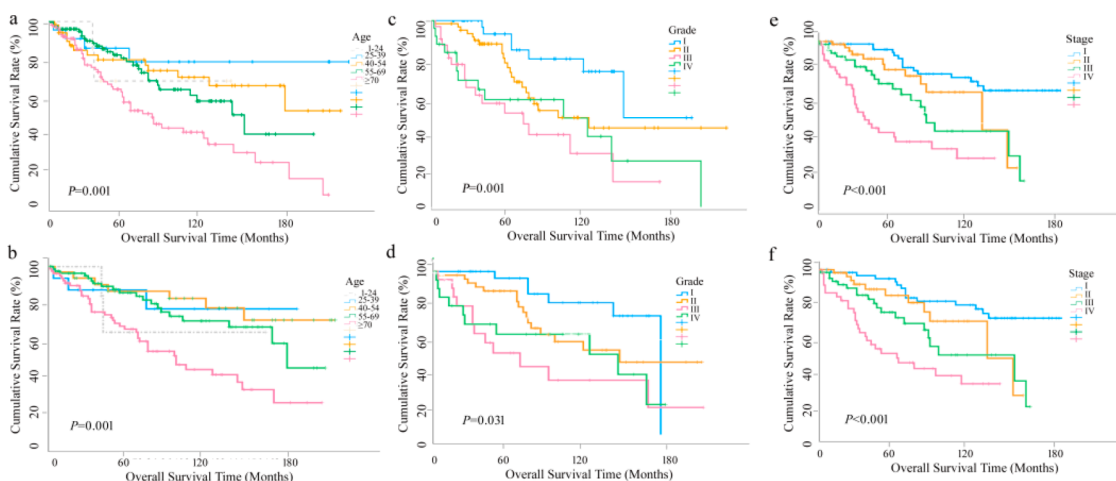 a
Cumulative Survival Rate (%)
100
80
60
40
20
0
Age
1-24
25-39
40-54
55-69
≥70
P=0.001
60
120
180
0
Overall Survival Time (Months)
c
Cumulative Survival Rate (%)
100
80
60
40
20
0
Grade
I
II
III
IV
P=0.001
0
60
120
180
Overall Survival Time (Months)
e
Cumulative Survival Rate (%)
100
80
60
40
20
0
Stage
I
II
III
IV
P<0.001
0
60
120
180
Overall Survival Time (Months)
b
Cumulative Survival Rate (%)
100
80
60
40
20
0
Age
1-24
25-39
40-54
55-69
≥70
P=0.001
0
60
120
180
Overall Survival Time (Months)
d
Cumulative Survival Rate (%)
100
80
60
40
20
0
Grade
I
II
III
IV
P=0.031
0
60
120
180
Overall Survival Time (Months)
f
Cumulative Survival Rate (%)
100
80
60
40
20
0
Stage
I
II
III
IV
P<0.001
0
60
120
180
Overall Survival Time (Months)